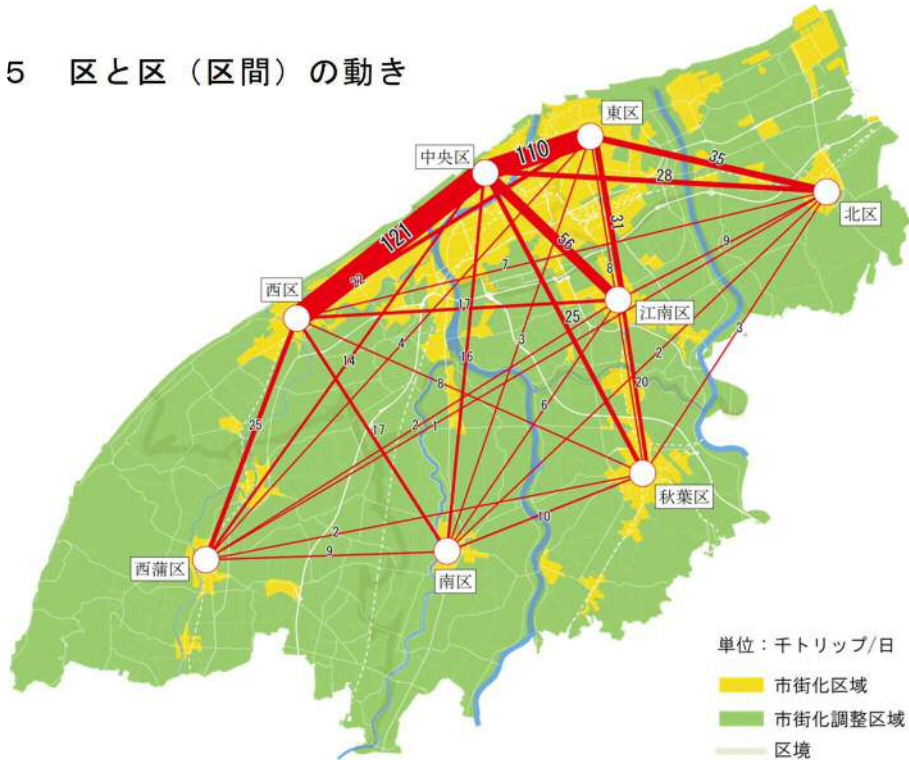 5 区と区（区間）の動き
東区
中央区
110
35
28
北区
121
56
31
9
7
22
8
西区
17
江南区
25
14
4
16
3
2
3
8
20
25
17
2
1
6
秋葉区
2
10
西蒲区
9
南区
単位：千トリップ/日
市街化区域
市街化調整区域
区境